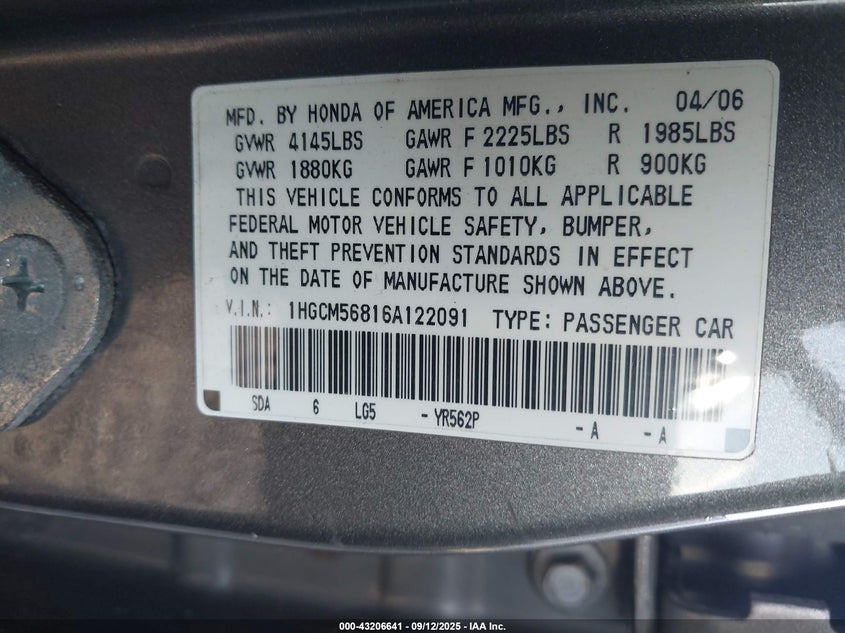 MFD. BY HONDA OF AMERICA MFG., INC. 04/06
GVWR 4145LBS GAWR F 2225LBS R 1985LBS
GVWR 1880KG GAWR F 1010KG R 900KG
THIS VEHICLE CONFORMS TO ALL APPLICABLE
FEDERAL MOTOR VEHICLE SAFETY, BUMPER,
AND THEFT PREVENTION STANDARDS IN EFFECT
ON THE DATE OF MANUFACTURE SHOWN ABOVE.
V.I.N.: 1HGCM56816A122091 TYPE: PASSENGER CAR
SDA 6 LG5 - YR562P - A - A
000-43206641 - 09/12/2025 - IAA Inc.